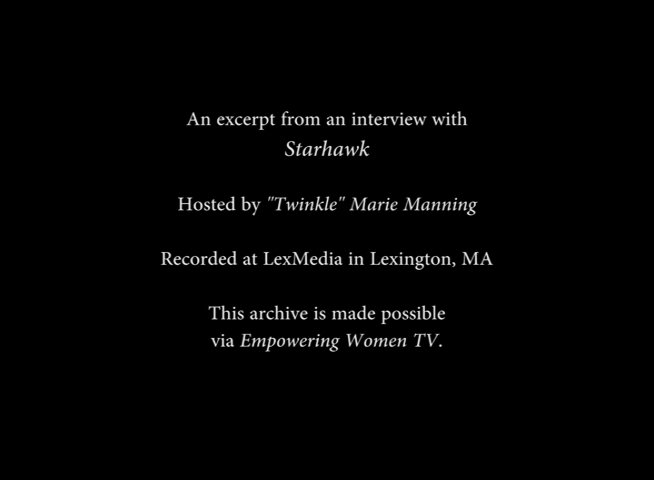 An excerpt from an interview with
Starhawk
Hosted by "Twinkle" Marie Manning
Recorded at LexMedia in Lexington, MA
This archive is made possible
via Empowering Women TV.